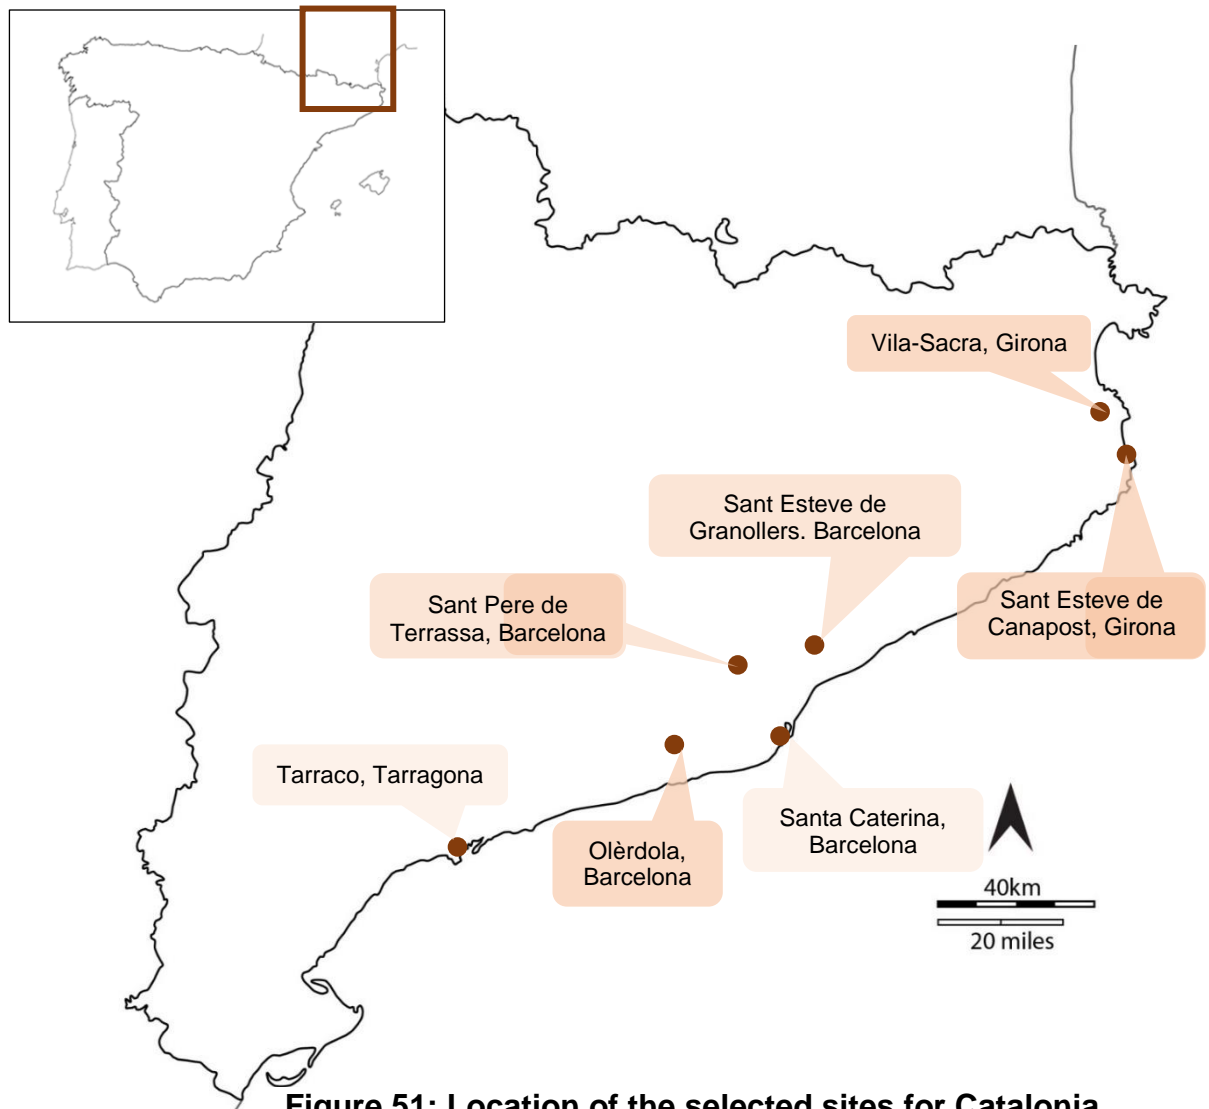 Vila-Sacra, Girona
Sant Esteve de
Granollers. Barcelona
Sant Pere de
Terrassa, Barcelona
Sant Esteve de
Canapost, Girona
Tarraco, Tarragona
Olèrdola,
Barcelona
Santa Caterina,
Barcelona
40km
20 miles
Figure 51: Location of the selected sites for Catalonia